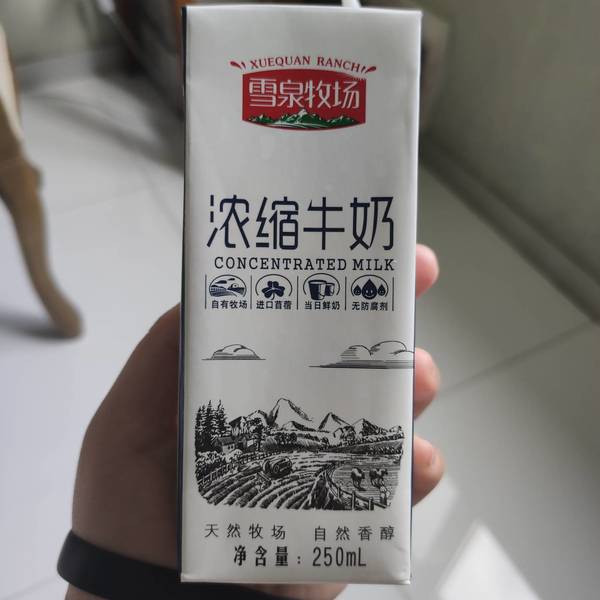 XUEQUAN RANCH
雪泉牧场
浓缩牛奶
CONCENTRATED MILK
自有牧场 进口苜蓿 当日鲜奶 无防腐剂
天然牧场 自然香醇
净含量：250mL